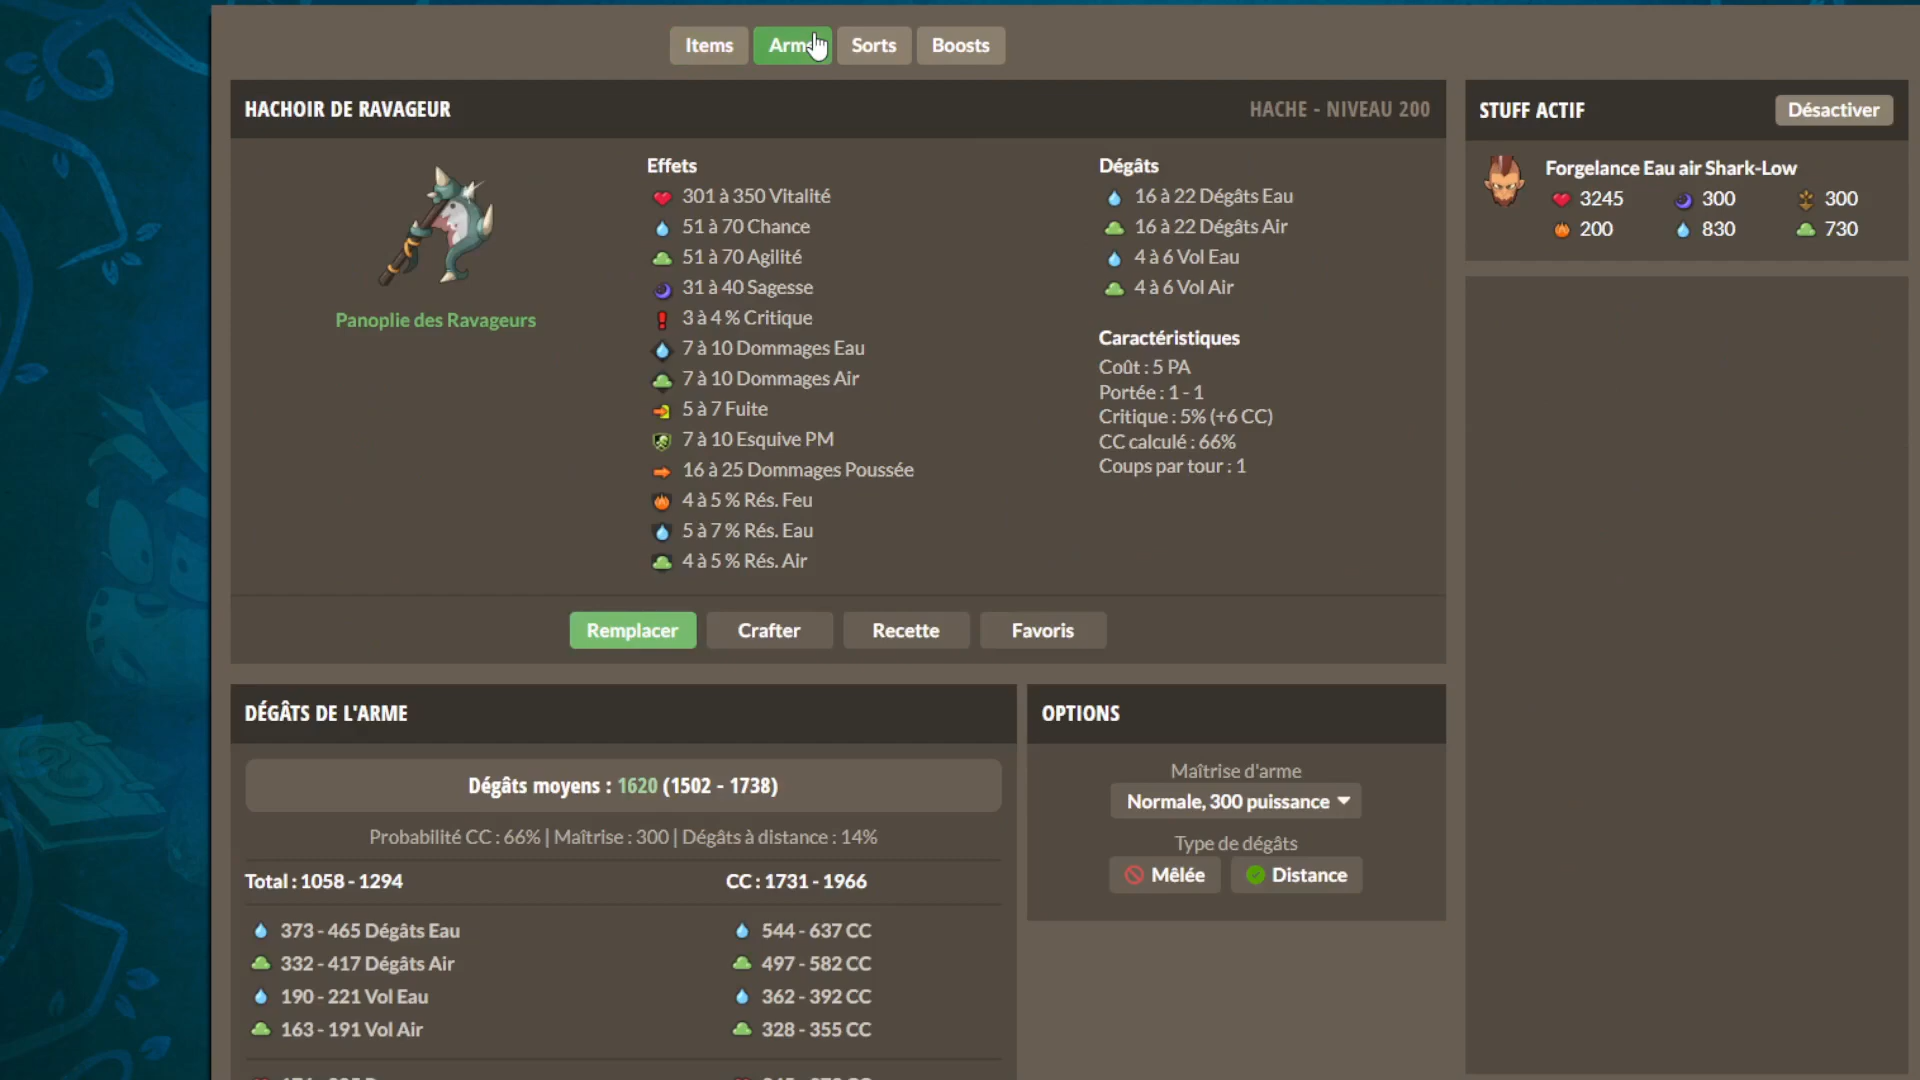 Items
Sorts
Boosts
HACHOIR DE RAVAGEUR
HACHE - NIVEAU 200
Panoplie des Ravageurs
Effets
301 à 350 Vitalité
51 à 70 Chance
51 à 70 Agilité
31 à 40 Sagesse
3 à 4 % Critique
7 à 10 Dommages Eau
7 à 10 Dommages Air
5 à 7 Fuite
7 à 10 Esquive PM
16 à 25 Dommages Poussée
4 à 5 % Rés. Feu
5 à 7 % Rés. Eau
4 à 5 % Rés. Air
Dégâts
16 à 22 Dégâts Eau
16 à 22 Dégâts Air
4 à 6 Vol Eau
4 à 6 Vol Air
Caractéristiques
Coût : 5 PA
Portée : 1 - 1
Critique : 5% (+6 CC)
CC calculé : 66%
Coups par tour : 1
Remplacer
Crafter
Recette
Favoris
STUFF ACTIF
Désactiver
Forgelance Eau air Shark-Low
3245 300 300
200 830 730
DÉGÂTS DE L'ARME
Dégâts moyens : 1620 (1502 - 1738)
Probabilité CC : 66% | Maîtrise : 300 | Dégâts à distance : 14%
Total : 1058 - 1294
CC : 1731 - 1966
373 - 465 Dégâts Eau
544 - 637 CC
332 - 417 Dégâts Air
497 - 582 CC
190 - 221 Vol Eau
362 - 392 CC
163 - 191 Vol Air
328 - 355 CC
OPTIONS
Maîtrise d'arme
Normale, 300 puissance
Type de dégâts
Mêlée
Distance